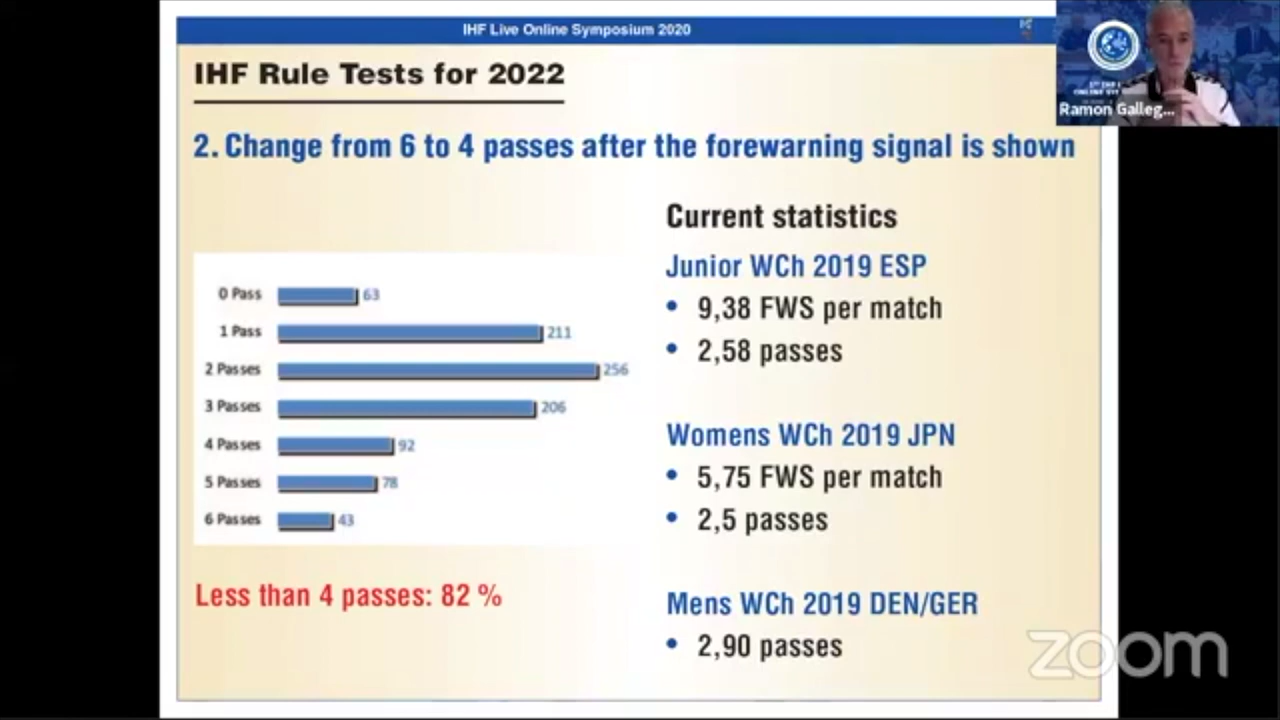 IHF Live Online Symposium 2020
IHF Rule Tests for 2022
2. Change from 6 to 4 passes after the forewarning signal is shown
0 Pass 63
1 Pass 211
2 Passes 256
3 Passes 206
4 Passes 92
5 Passes 78
6 Passes 43
Less than 4 passes: 82 %
Current statistics
Junior WCh 2019 ESP
• 9,38 FWS per match
• 2,58 passes
Womens WCh 2019 JPN
• 5,75 FWS per match
• 2,5 passes
Mens WCh 2019 DEN/GER
• 2,90 passes
Ramon Galleg...
zoom